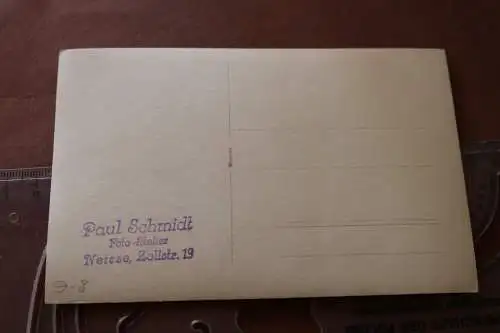 Paul Schmidt
Foto-Atelier
Neisse, Zollstr. 19